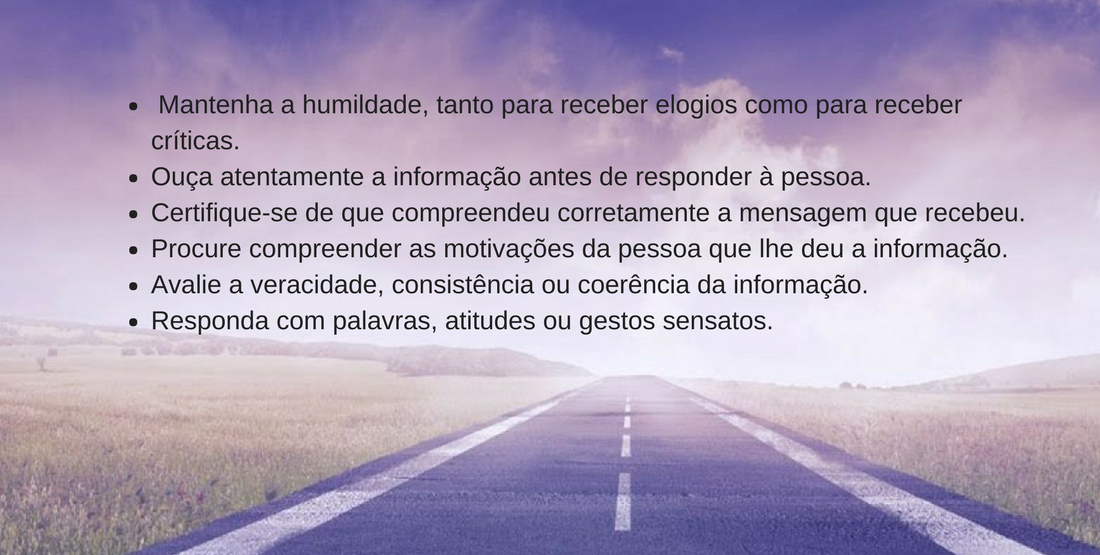 • Mantenha a humildade, tanto para receber elogios como para receber
críticas.
• Ouça atentamente a informação antes de responder à pessoa.
• Certifique-se de que compreendeu corretamente a mensagem que recebeu.
• Procure compreender as motivações da pessoa que lhe deu a informação.
• Avalie a veracidade, consistência ou coerência da informação.
• Responda com palavras, atitudes ou gestos sensatos.